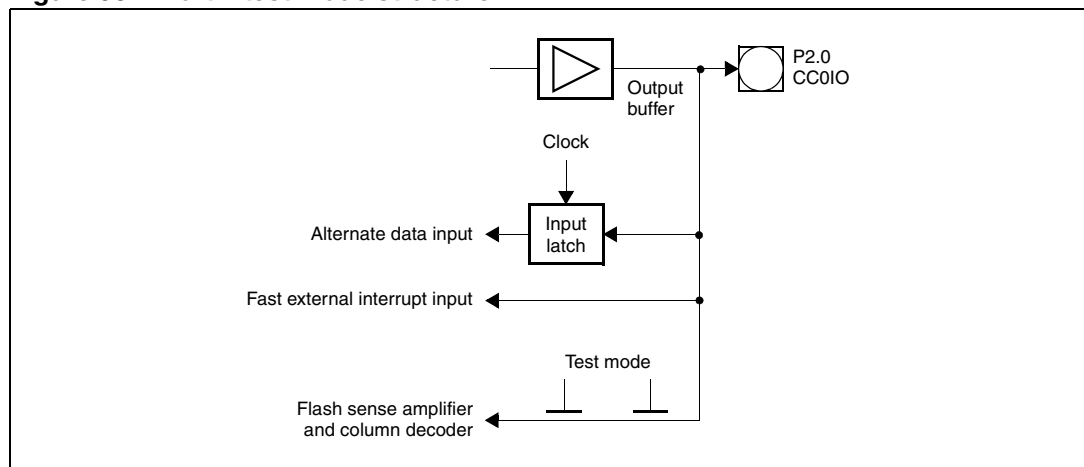 P2.0
CC0IO
Output
buffer
Clock
Input
latch
Alternate data input
Fast external interrupt input
Test mode
Flash sense amplifier
and column decoder